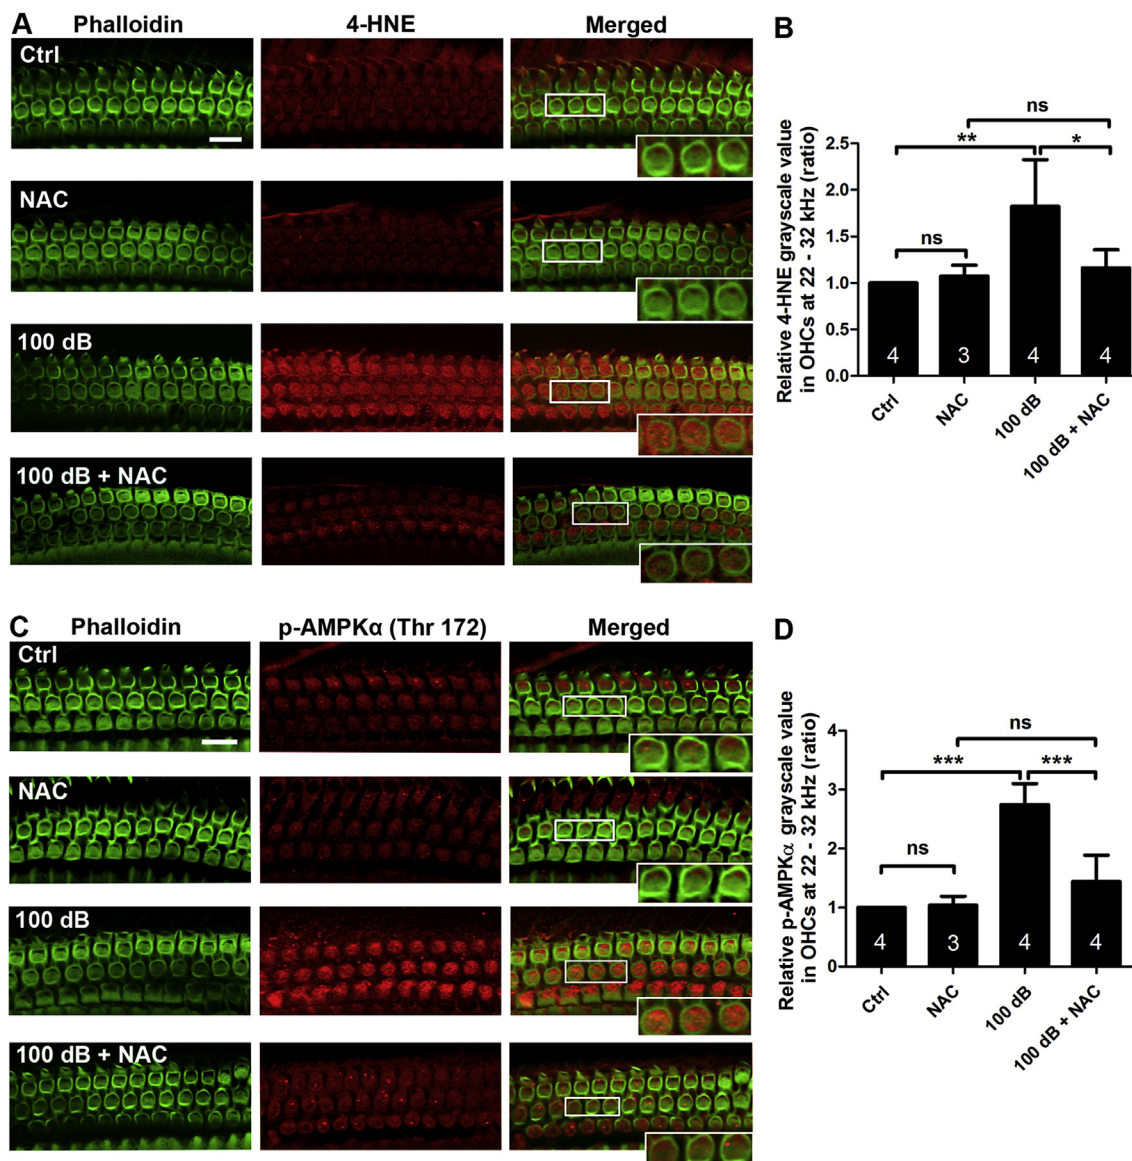 A
Phalloidin
4-HNE
Merged
Ctrl
NAC
100 dB
100 dB + NAC
B
Relative 4-HNE grayscale value
in OHCs at 22 - 32 kHz (ratio)
2.5
2.0
1.5
1.0
0.5
0.0
ns
**
*
ns
4
3
4
4
Ctrl
NAC
100 dB
100 dB + NAC
C
Phalloidin
p-AMPKα (Thr 172)
Merged
Ctrl
NAC
100 dB
100 dB + NAC
D
Relative p-AMPKα grayscale value
in OHCs at 22 - 32 kHz (ratio)
4
3
2
1
0
ns
***
***
ns
4
3
4
4
Ctrl
NAC
100 dB
100 dB + NAC